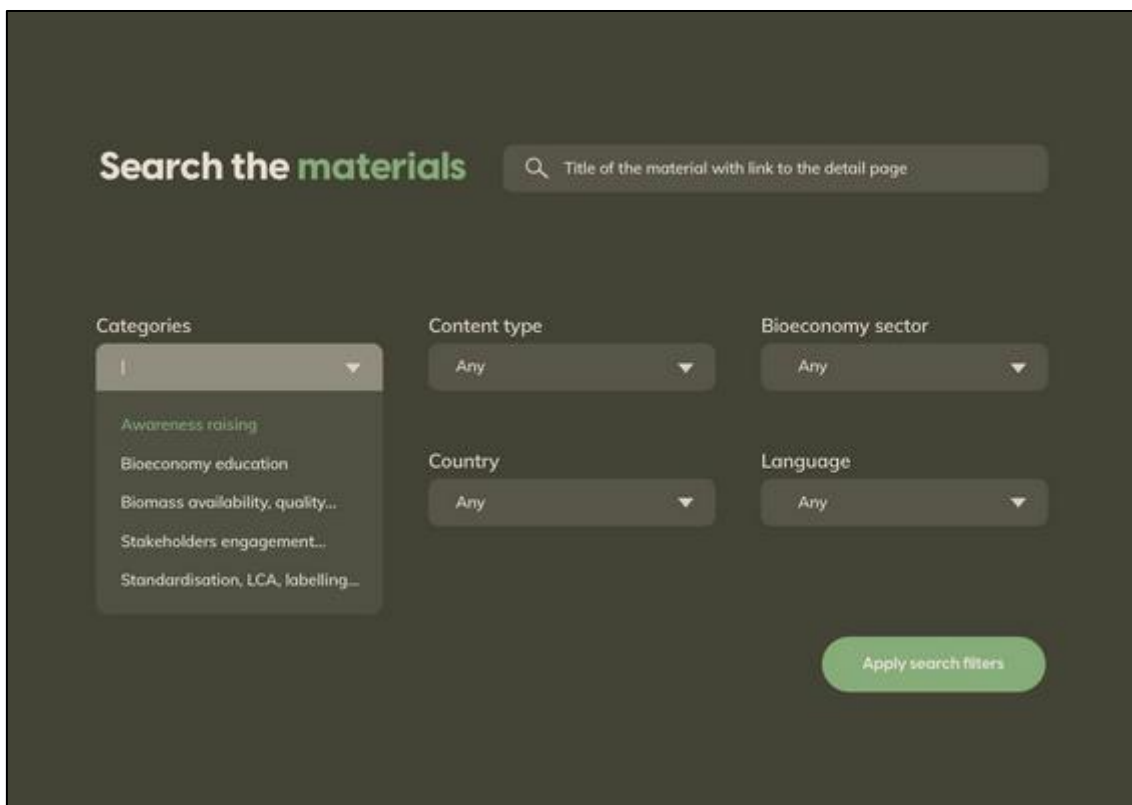 Search the materials
Title of the material with link to the detail page
Categories
Content type
Bioeconomy sector
Any
Any
Awareness raising
Bioeconomy education
Biomass availability, quality...
Stakeholders engagement...
Standardisation, LCA, labelling...
Country
Language
Any
Any
Apply search filters